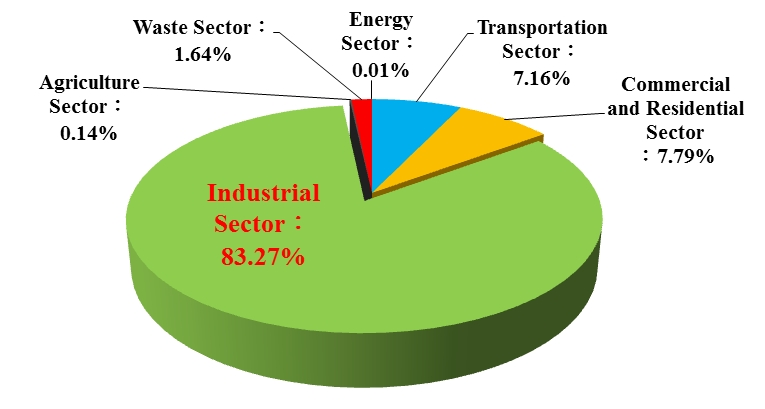 Waste Sector：
1.64%
Energy
Sector：
0.01%
Transportation
Sector：
7.16%
Agriculture
Sector：
0.14%
Commercial
and Residential
Sector
：7.79%
Industrial
Sector：
83.27%